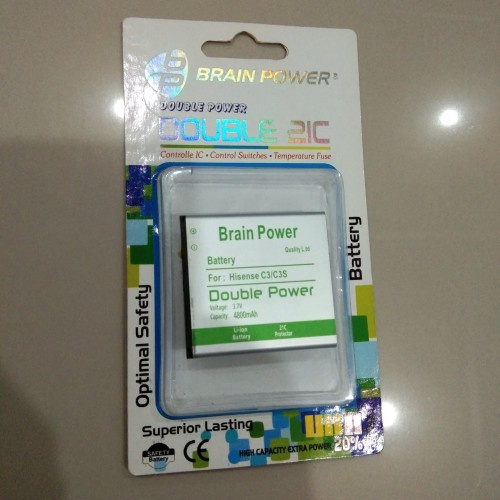 BRAIN POWER®
DOUBLE POWER
DOUBLE 2IC
Controlle IC • Control Switches • Temperature Fuse
Optimal Safety
Battery
Brain Power
Quality Ltd
Battery
For : Hisense C3/C3S
Double Power
Voltage: 3.7V
Capacity: 4800mAh
Li-ion Battery
2IC Protector
Superior Lasting
SAFETY
Battery
CE
HIGH CAPACITY EXTRA POWER
20%